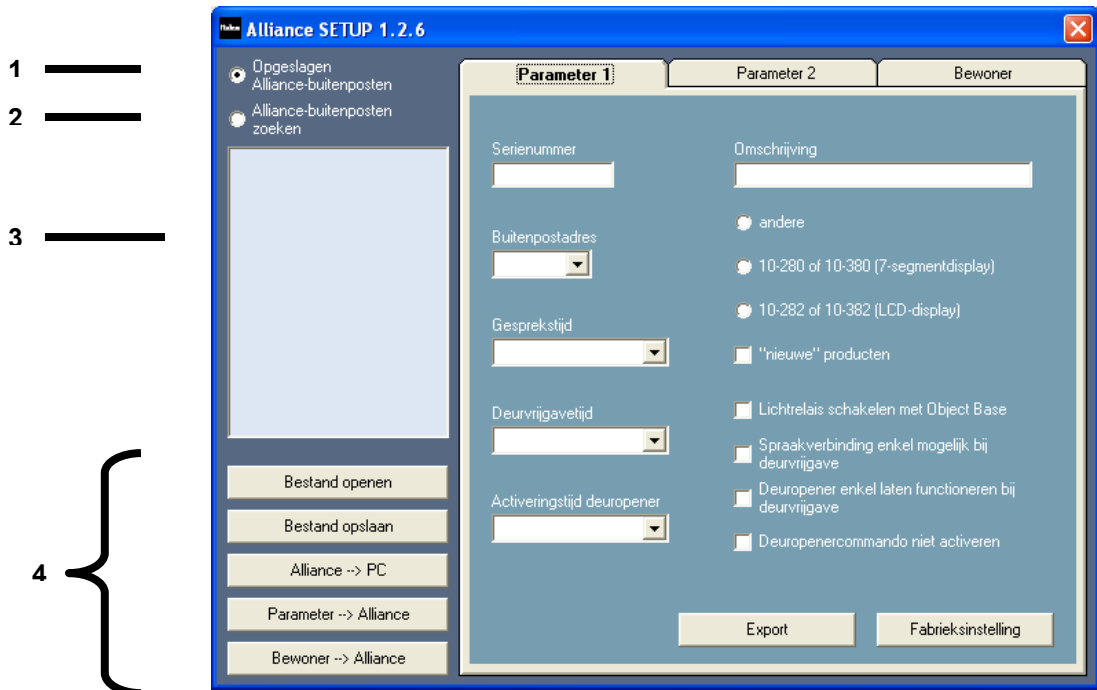 Alliance SETUP 1.2.6
1
Opgeslagen
Alliance-buitenposten
2
Alliance-buitenposten
zoeken
3
4
Bestand openen
Bestand opslaan
Alliance --> PC
Parameter --> Alliance
Bewoner --> Alliance
Parameter 1
Parameter 2
Bewoner
Serienummer
Omschrijving
Buitenpostadres
andere
10-280 of 10-380 (7-segmentdisplay)
10-282 of 10-382 (LCD-display)
Gesprekstijd
"nieuwe" producten
Deurvrijgavetijd
Lichtrelais schakelen met Object Base
Spraakverbinding enkel mogelijk bij
deurvrijgave
Activeringstijd deuropener
Deuropener enkel laten functioneren bij
deurvrijgave
Deuropenercommando niet activeren
Export
Fabrieksinstelling